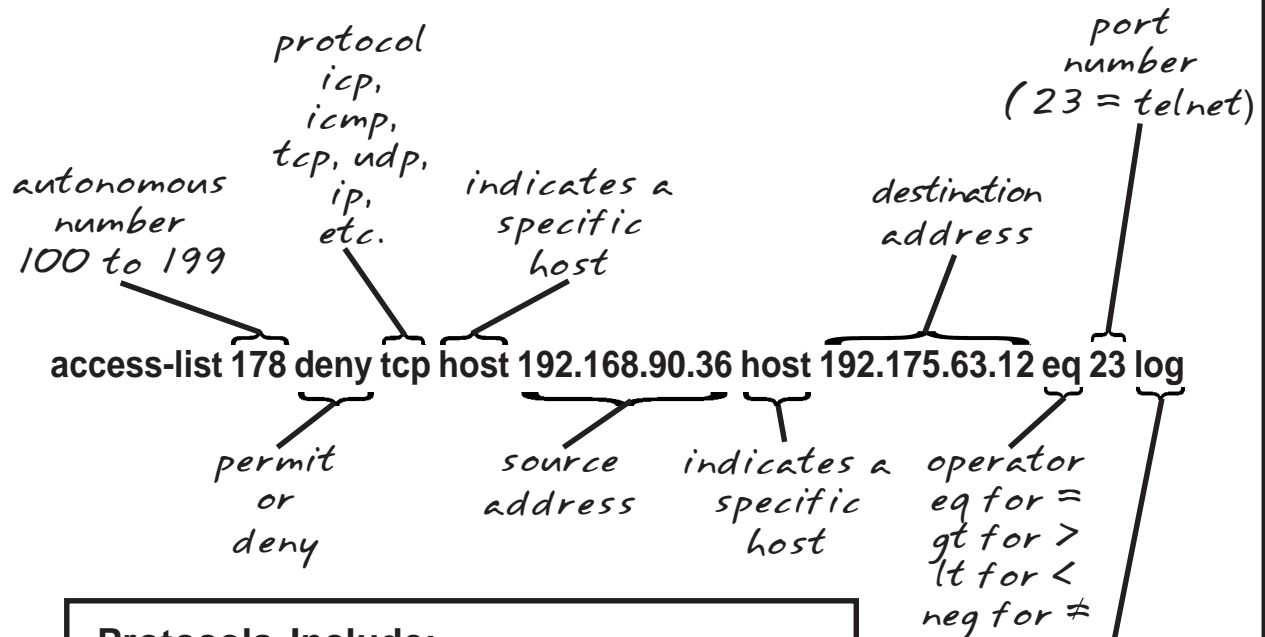 protocol
icp,
icmp,
tcp, udp,
ip,
etc.
port
number
(23 = telnet)
autonomous
number
100 to 199
indicates a
specific
host
destination
address
access-list 178 deny tcp host 192.168.90.36 host 192.175.63.12 eq 23 log
permit
or
deny
source
address
indicates a
specific
host
operator
eq for =
gt for >
lt for <
neg for ≠
Protocols Include: